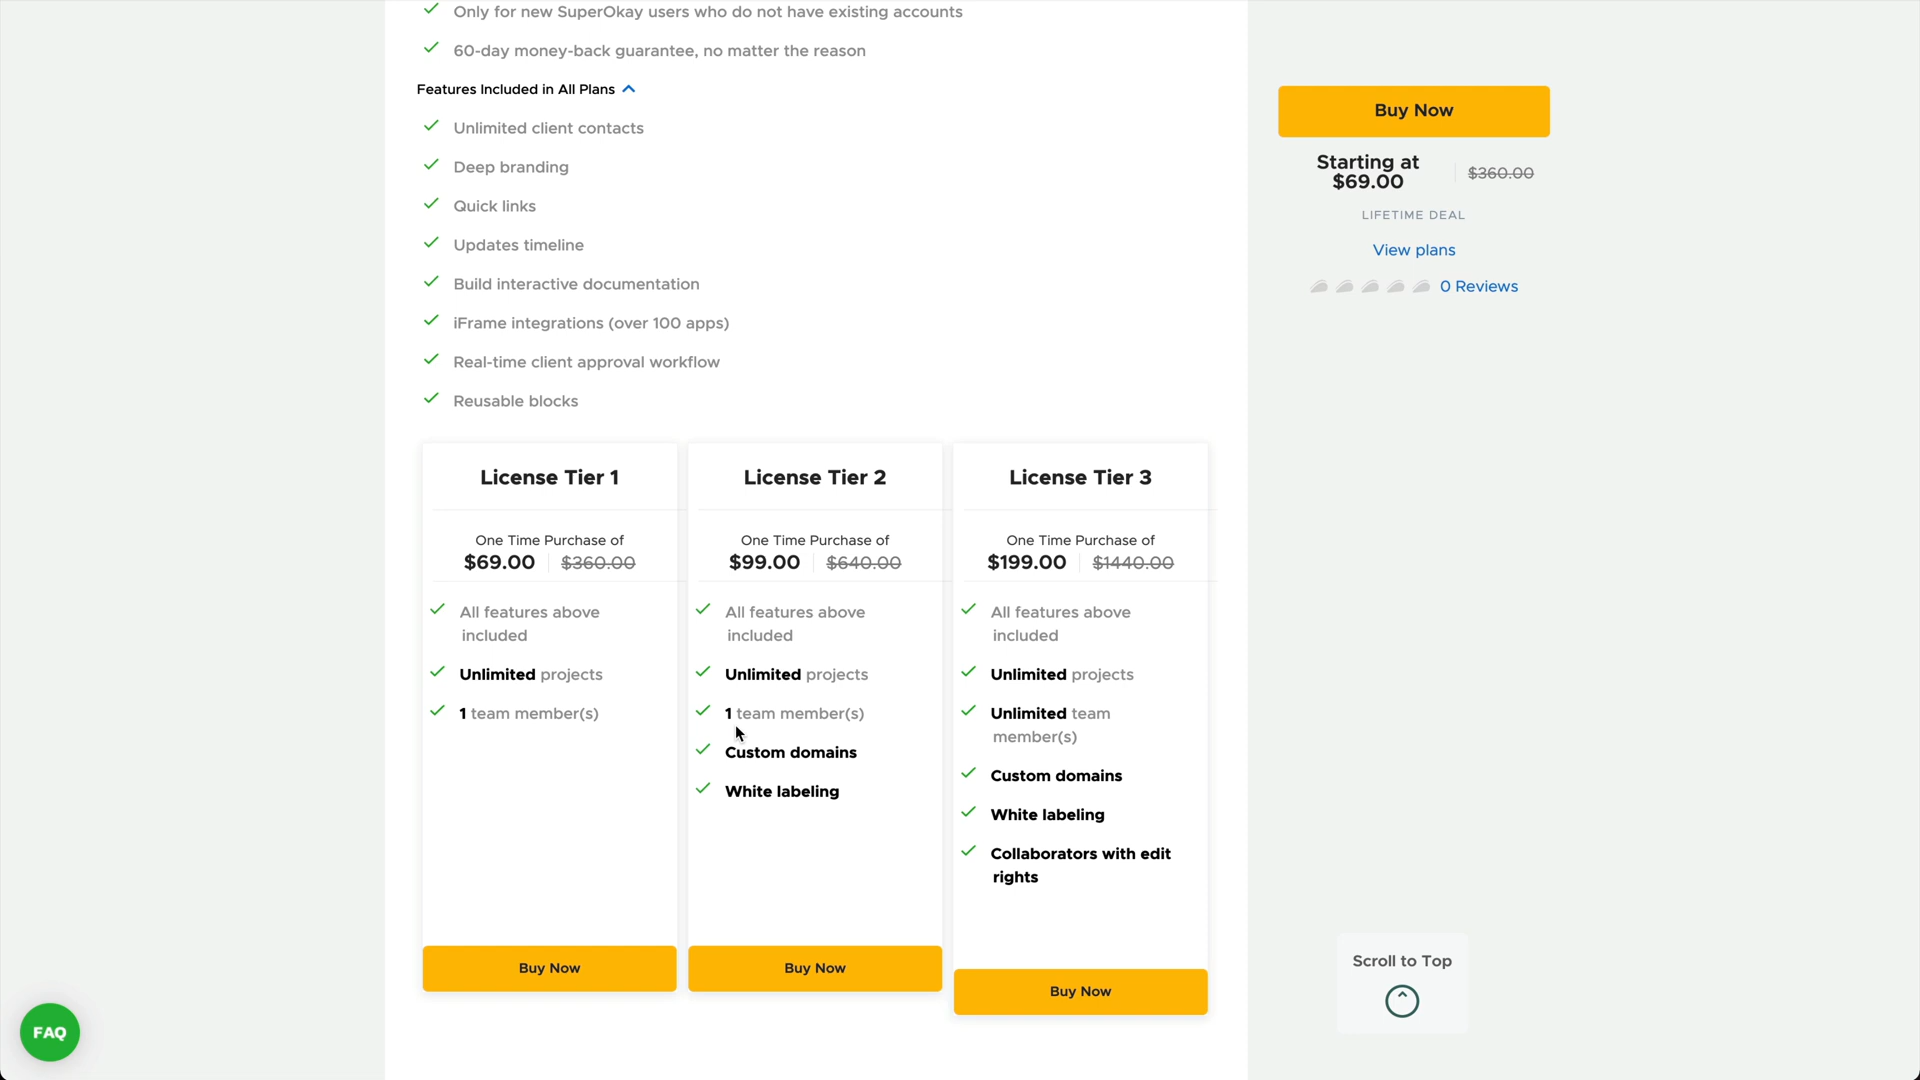 Only for new SuperOkay users who do not have existing accounts
60-day money-back guarantee, no matter the reason
Features Included in All Plans
Unlimited client contacts
Deep branding
Quick links
Updates timeline
Build interactive documentation
iFrame integrations (over 100 apps)
Real-time client approval workflow
Reusable blocks
License Tier 1
One Time Purchase of
$69.00 $360.00
All features above
included
Unlimited projects
1 team member(s)
Buy Now
License Tier 2
One Time Purchase of
$99.00 $640.00
All features above
included
Unlimited projects
1 team member(s)
Custom domains
White labeling
Buy Now
License Tier 3
One Time Purchase of
$199.00 $1440.00
All features above
included
Unlimited projects
Unlimited team
member(s)
Custom domains
White labeling
Collaborators with edit
rights
Buy Now
Buy Now
Starting at
$69.00 $360.00
LIFETIME DEAL
View plans
0 Reviews
Scroll to Top
FAQ